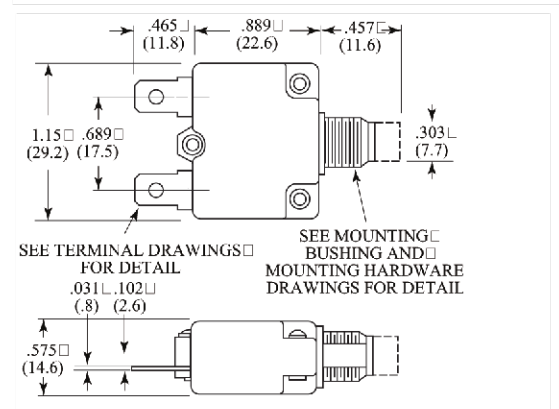 .465 .889 .457
(11.8) (22.6) (11.6)
1.15 .689 .303
(29.2) (17.5) (7.7)
SEE TERMINAL DRAWINGS
FOR DETAIL
SEE MOUNTING
BUSHING AND
MOUNTING HARDWARE
DRAWINGS FOR DETAIL
.031 .102
(.8) (2.6)
.575
(14.6)